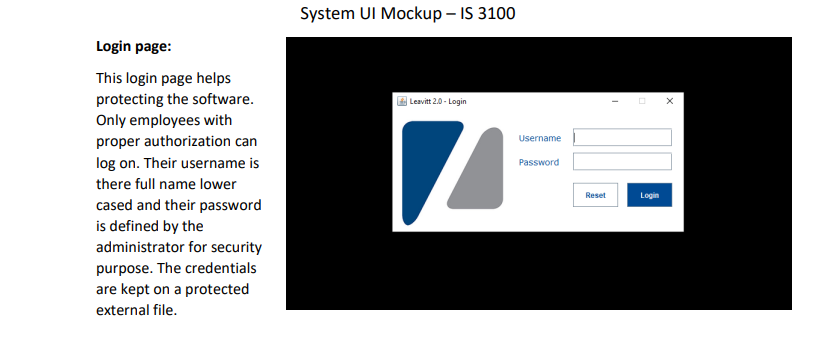 System UI Mockup – IS 3100
Login page:
This login page helps
protecting the software.
Only employees with
proper authorization can
log on. Their username is
there full name lower
cased and their password
is defined by the
administrator for security
purpose. The credentials
are kept on a protected
external file.
Leavitt 2.0 - Login
Username
Password
Reset
Login